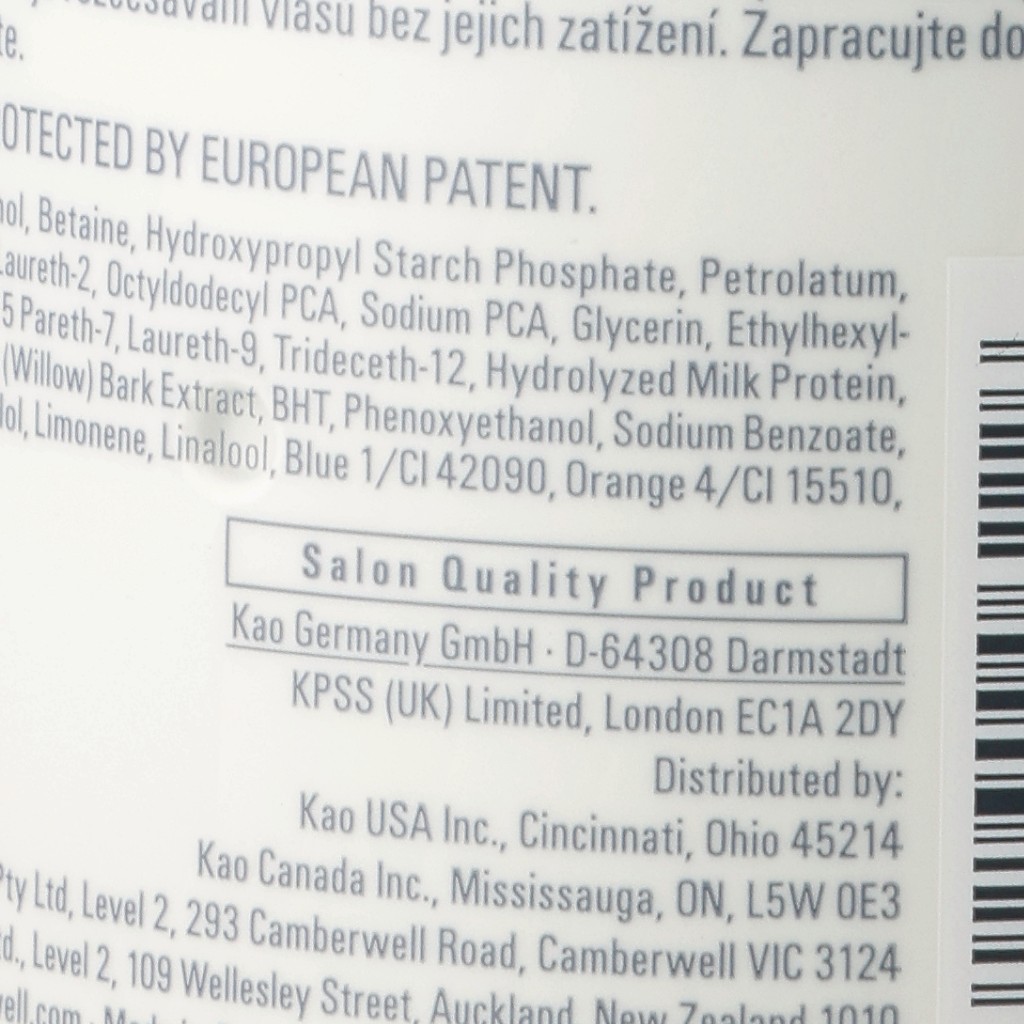 vlasů bez jejich zatížení. Zapracujte do
te.
OTECTED BY EUROPEAN PATENT.
ol, Betaine, Hydroxypropyl Starch Phosphate, Petrolatum,
Laureth-2, Octyldodecyl PCA, Sodium PCA, Glycerin, Ethylhexyl-
5 Pareth-7, Laureth-9, Trideceth-12, Hydrolyzed Milk Protein,
(Willow) Bark Extract, BHT, Phenoxyethanol, Sodium Benzoate,
lol, Limonene, Linalool, Blue 1/CI 42090, Orange 4/CI 15510,
Salon Quality Product
Kao Germany GmbH · D-64308 Darmstadt
KPSS (UK) Limited, London EC1A 2DY
Distributed by:
Kao USA Inc., Cincinnati, Ohio 45214
Kao Canada Inc., Mississauga, ON, L5W 0E3
Pty Ltd, Level 2, 293 Camberwell Road, Camberwell VIC 3124
d., Level 2, 109 Wellesley Street, Auckland, New Zealand 1010
ell.com